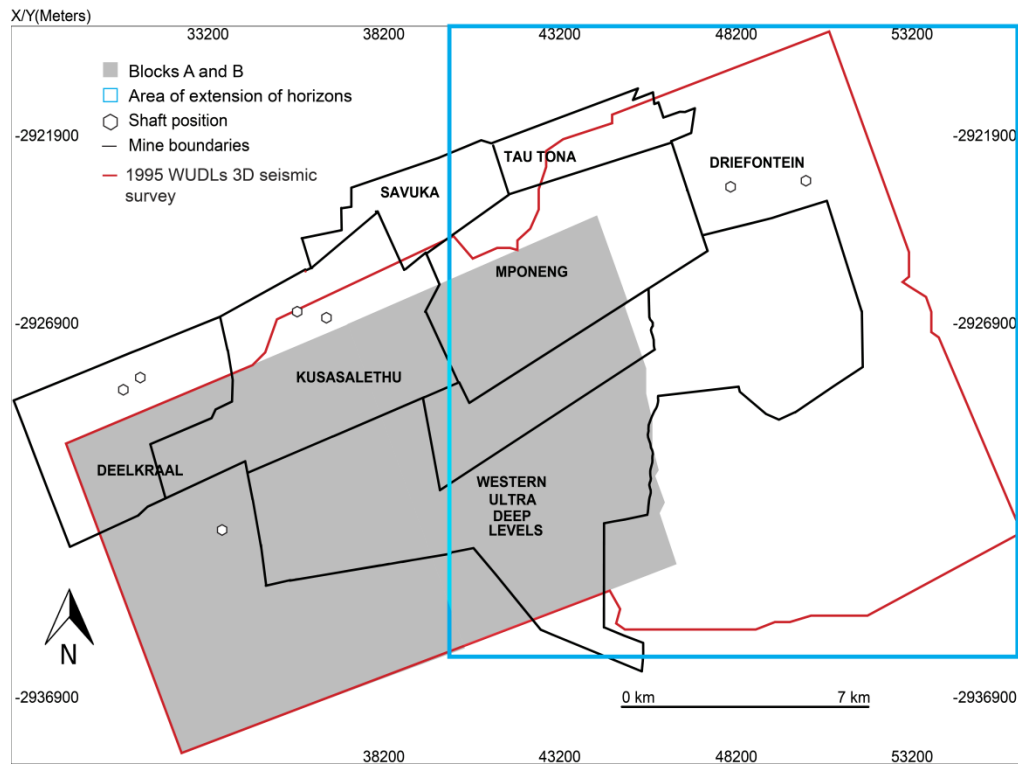 X/Y(Meters)
33200 38200 43200 48200 53200
Blocks A and B
Area of extension of horizons
Shaft position
Mine boundaries
1995 WUDLs 3D seismic
survey
-2921900 -2921900
TAU TONA
DRIEFONTEIN
SAVUKA
MPONENG
-2926900 -2926900
KUSASALETHU
DEELKRAAL
WESTERN
ULTRA
DEEP
LEVELS
N
-2936900 0 km 7 km -2936900
38200 43200 48200 53200